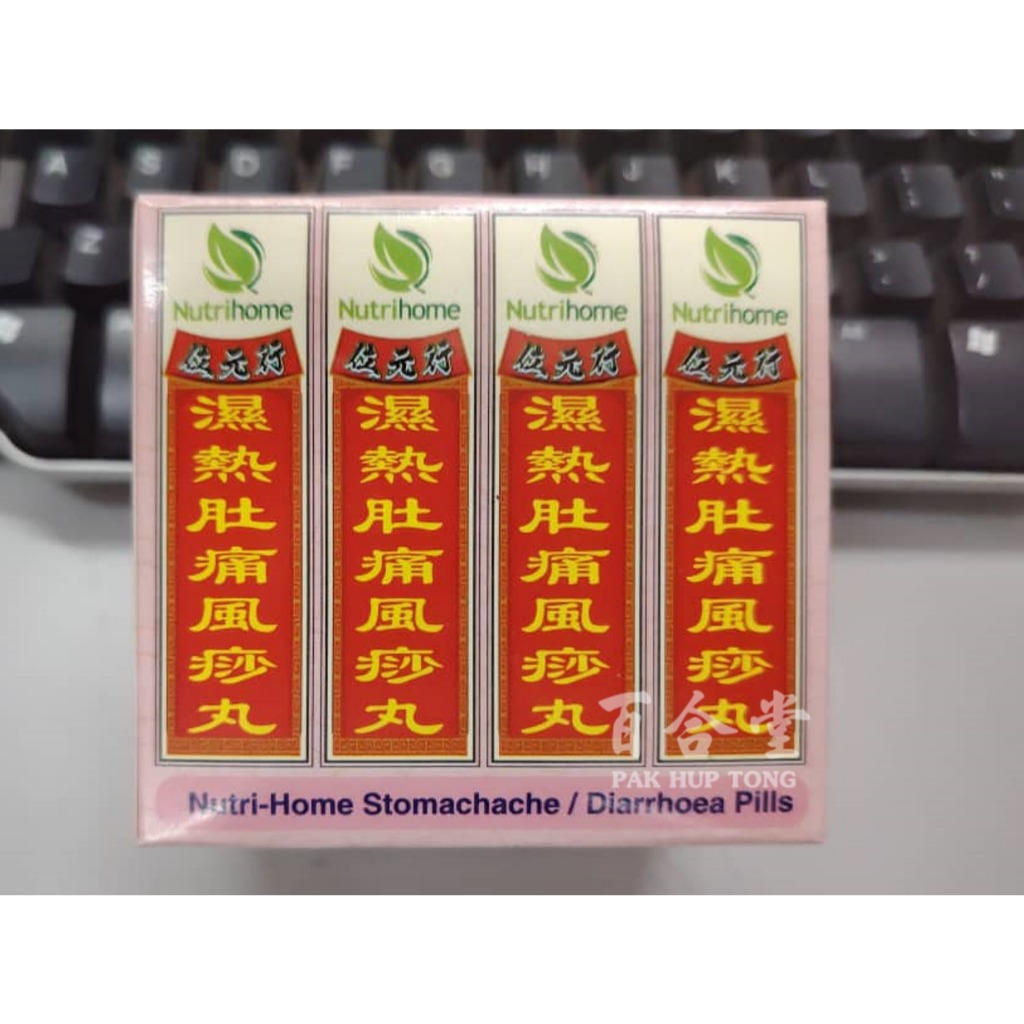 A S D F G H J K L
Z
Nutrihome Nutrihome Nutrihome Nutrihome
位元行 位元行 位元行 位元行
濕熱肚痛風痧丸
濕熱肚痛風痧丸
濕熱肚痛風痧丸
濕熱肚痛風痧丸
百合堂
PAK HUP TONG
Nutri-Home Stomachache / Diarrhoea Pills